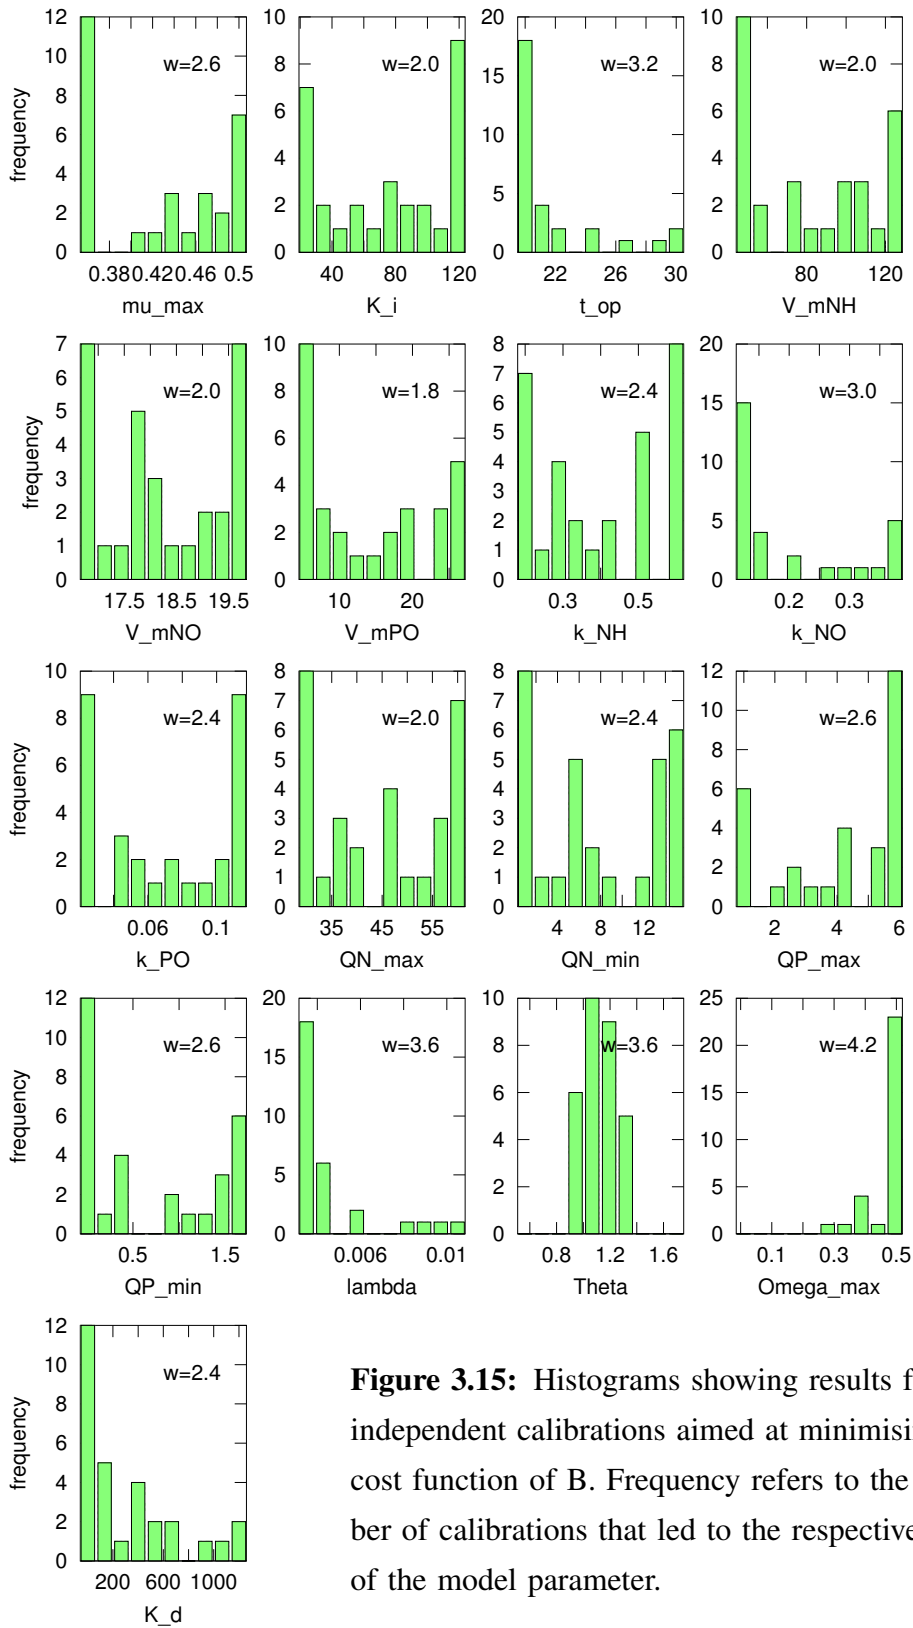 12
10
8
6
4
2
0
frequency
w=2.6
0.38 0.42 0.46 0.5
mu_max
10
8
6
4
2
0
w=2.0
40 80 120
K_i
20
15
10
5
0
w=3.2
22 26 30
t_op
10
8
6
4
2
0
w=2.0
80 120
V_mNH
7
6
5
4
3
2
1
0
frequency
w=2.0
17.5 18.5 19.5
V_mNO
10
8
6
4
2
0
w=1.8
10 20
V_mPO
8
7
6
5
4
3
2
1
0
w=2.4
0.3 0.5
k_NH
20
15
10
5
0
w=3.0
0.2 0.3
k_NO
10
8
6
4
2
0
frequency
w=2.4
0.06 0.1
k_PO
8
7
6
5
4
3
2
1
0
w=2.0
35 45 55
QN_max
8
7
6
5
4
3
2
1
0
w=2.4
4 8 12
QN_min
12
10
8
6
4
2
0
w=2.6
2 4 6
QP_max
12
10
8
6
4
2
0
frequency
w=2.6
0.5 1.5
QP_min
20
15
10
5
0
w=3.6
0.006 0.01
lambda
10
8
6
4
2
0
w=3.6
0.8 1.2 1.6
Theta
25
20
15
10
5
0
w=4.2
0.1 0.3 0.5
Omega_max
12
10
8
6
4
2
0
frequency
w=2.4
200 600 1000
K_d
Figure 3.15: Histograms showing results f
independent calibrations aimed at minimisi
cost function of B. Frequency refers to the
ber of calibrations that led to the respective
of the model parameter.